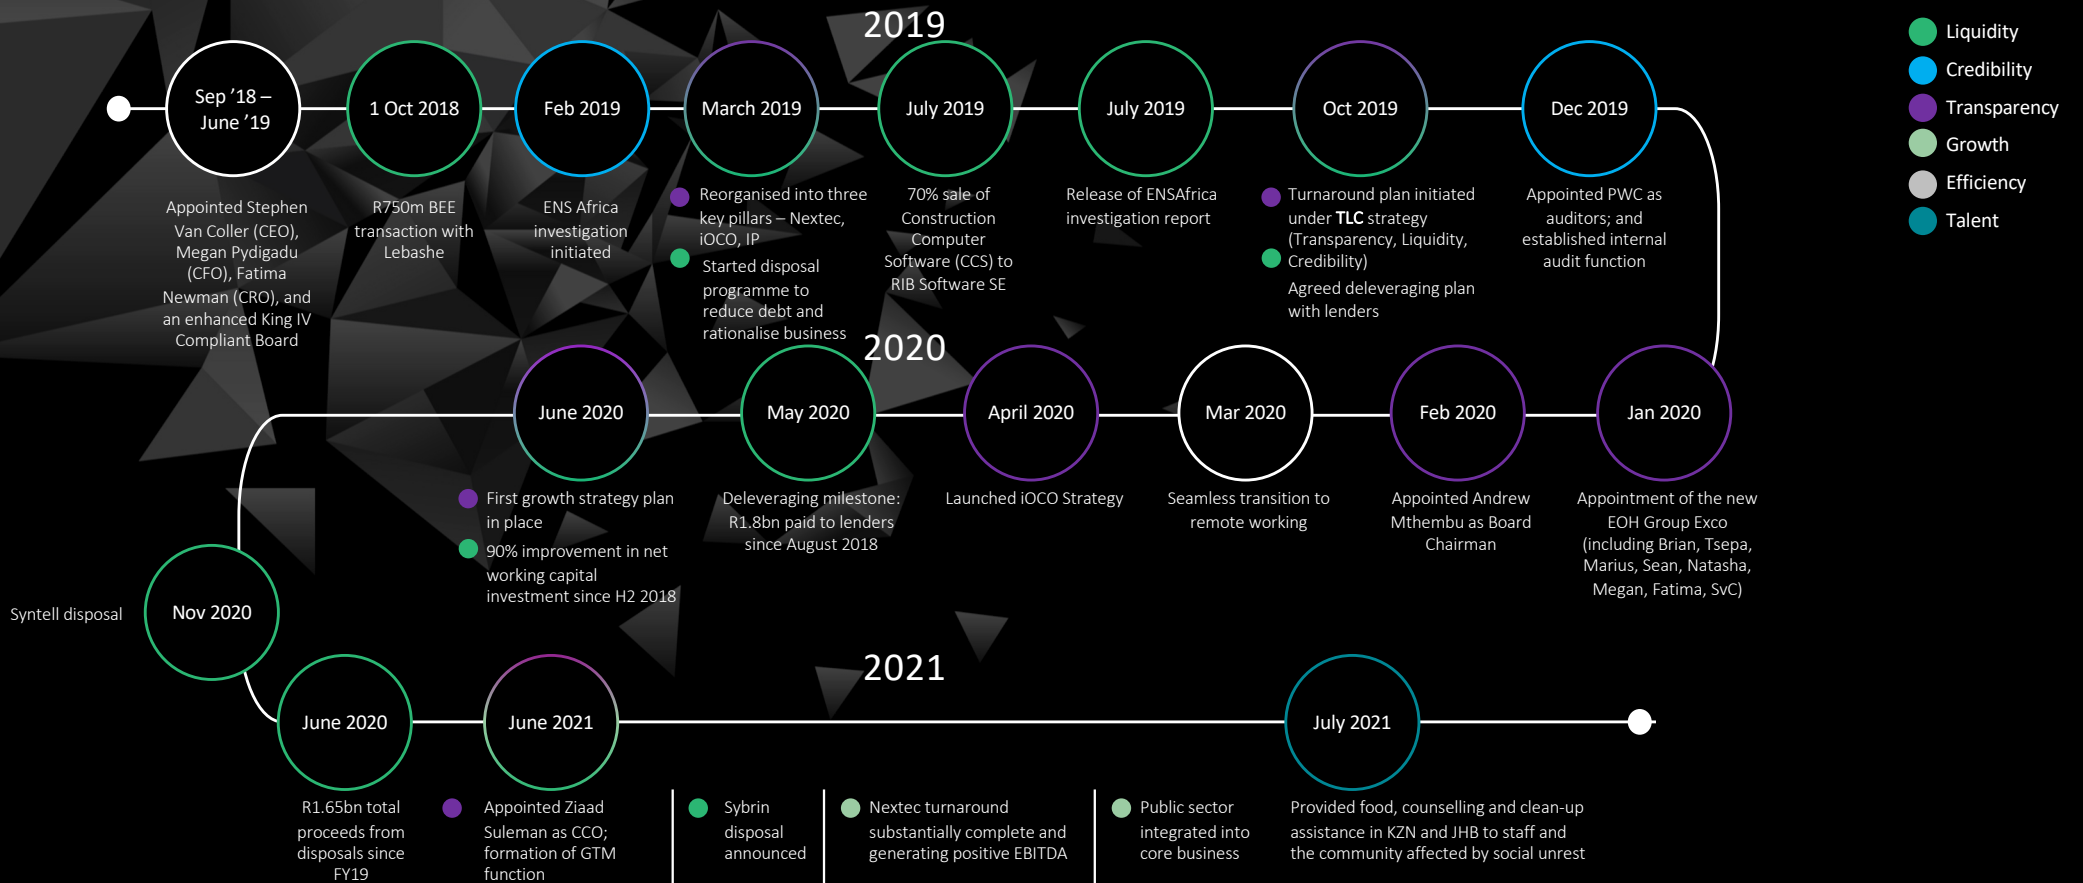 2019
Liquidity
Credibility
Transparency
Growth
Efficiency
Talent
Sep ’18 –
June ’19
Appointed Stephen
Van Coller (CEO),
Megan Pydigadu
(CFO), Fatima
Newman (CRO), and
an enhanced King IV
Compliant Board
1 Oct 2018
R750m BEE
transaction with
Lebashe
Feb 2019
ENS Africa
investigation
initiated
March 2019
Reorganised into three
key pillars – Nextec,
iOCO, IP
Started disposal
programme to
reduce debt and
rationalise business
July 2019
70% sale of
Construction
Computer
Software (CCS) to
RIB Software SE
July 2019
Release of ENSAfrica
investigation report
Oct 2019
Turnaround plan initiated
under TLC strategy
(Transparency, Liquidity,
Credibility)
Agreed deleveraging plan
with lenders
Dec 2019
Appointed PWC as
auditors; and
established internal
audit function
2020
June 2020
First growth strategy plan
in place
90% improvement in net
working capital
investment since H2 2018
May 2020
Deleveraging milestone:
R1.8bn paid to lenders
since August 2018
April 2020
Launched iOCO Strategy
Mar 2020
Seamless transition to
remote working
Feb 2020
Appointed Andrew
Mthembu as Board
Chairman
Jan 2020
Appointment of the new
EOH Group Exco
(including Brian, Tsepa,
Marius, Sean, Natasha,
Megan, Fatima, SvC)
Syntell disposal
Nov 2020
2021
June 2020
R1.65bn total
proceeds from
disposals since
FY19
June 2021
Appointed Ziaad
Suleman as CCO;
formation of GTM
function
Sybrin
disposal
announced
Nextec turnaround
substantially complete and
generating positive EBITDA
Public sector
integrated into
core business
July 2021
Provided food, counselling and clean-up
assistance in KZN and JHB to staff and
the community affected by social unrest